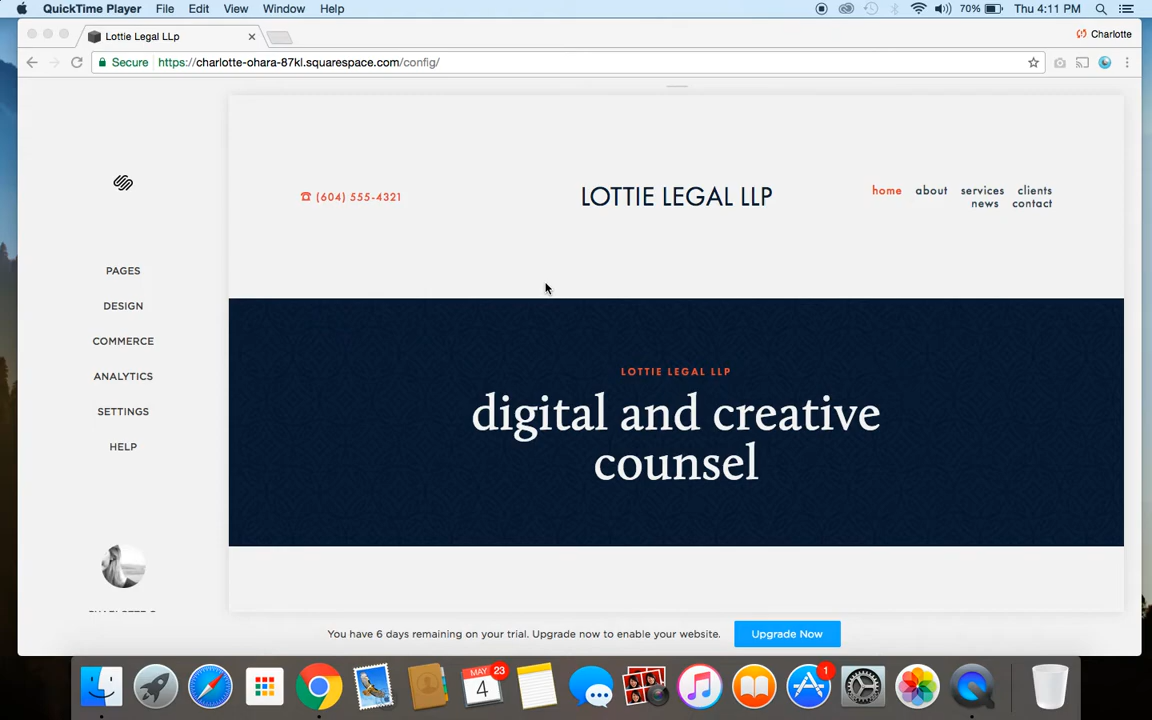 QuickTime Player File Edit View Window Help 70% Thu 4:11 PM
Lottie Legal LLp Charlotte
Secure https://charlotte-ohara-87kl.squarespace.com/config/
(604) 555-4321
LOTTIE LEGAL LLP
home about services clients
news contact
PAGES
DESIGN
COMMERCE
ANALYTICS
SETTINGS
HELP
LOTTIE LEGAL LLP
digital and creative
counsel
You have 6 days remaining on your trial. Upgrade now to enable your website. Upgrade Now
MAY 23
4
1